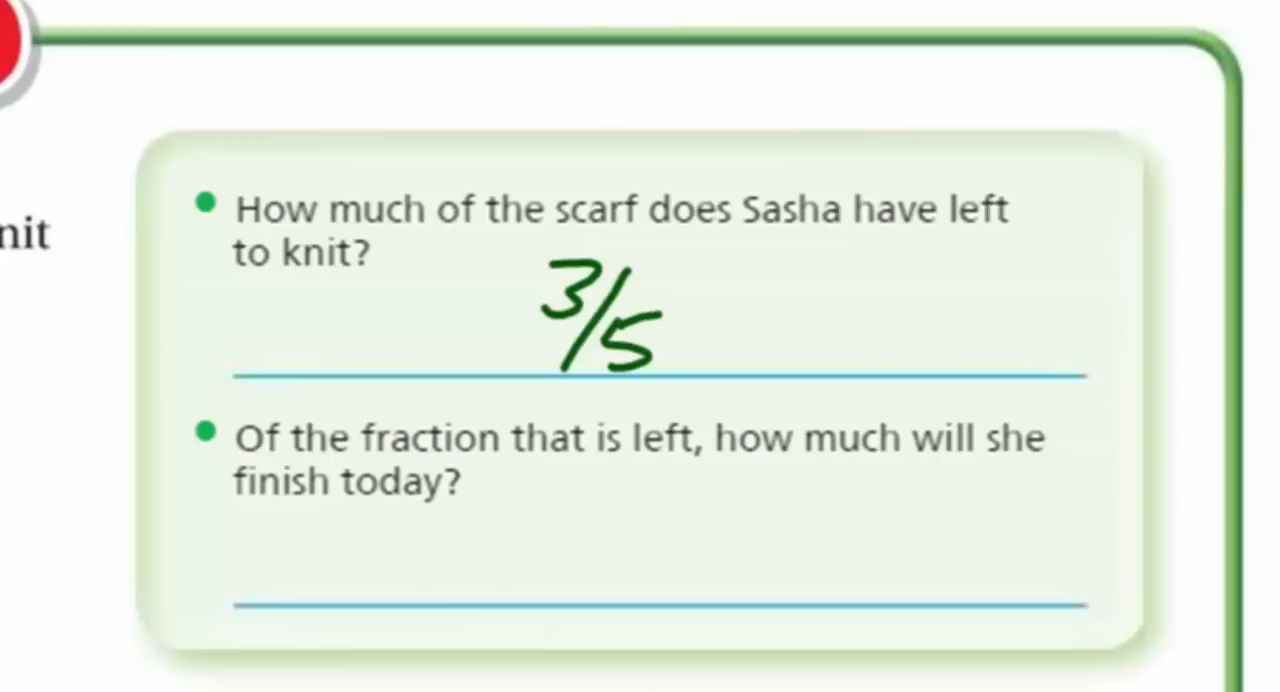 nit
How much of the scarf does Sasha have left
to knit?
3/5
Of the fraction that is left, how much will she
finish today?